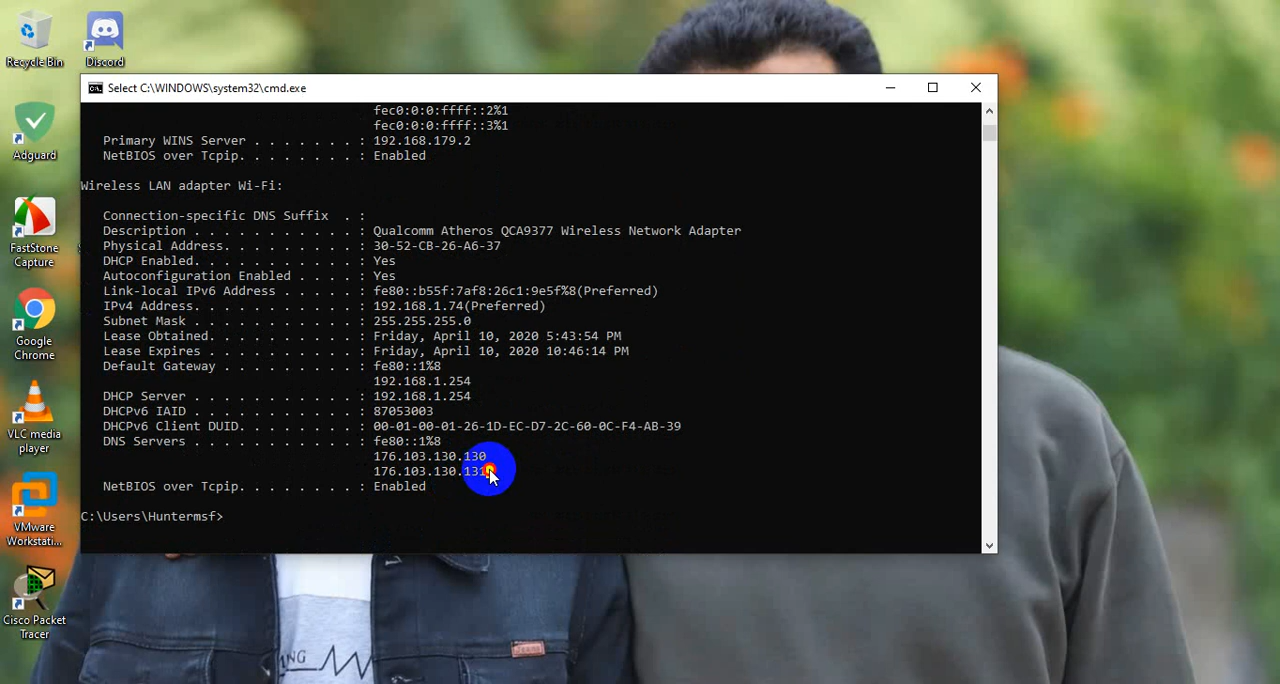 Recycle Bin
Discord
Adguard
FastStone
Capture
Google
Chrome
VLC media
player
VMware
Workstati...
Cisco Packet
Tracer
Select C:\WINDOWS\system32\cmd.exe
fec0:0:0:ffff::2%1
fec0:0:0:ffff::3%1
Primary WINS Server . . . . . . . : 192.168.179.2
NetBIOS over Tcpip. . . . . . . . : Enabled
Wireless LAN adapter Wi-Fi:
Connection-specific DNS Suffix  . :
Description . . . . . . . . . . . : Qualcomm Atheros QCA9377 Wireless Network Adapter
Physical Address. . . . . . . . . : 30-52-CB-26-A6-37
DHCP Enabled. . . . . . . . . . . : Yes
Autoconfiguration Enabled . . . . : Yes
Link-local IPv6 Address . . . . . : fe80::b55f:7af8:26c1:9e5f%8(Preferred)
IPv4 Address. . . . . . . . . . . : 192.168.1.74(Preferred)
Subnet Mask . . . . . . . . . . . : 255.255.255.0
Lease Obtained. . . . . . . . . . : Friday, April 10, 2020 5:43:54 PM
Lease Expires . . . . . . . . . . : Friday, April 10, 2020 10:46:14 PM
Default Gateway . . . . . . . . . : fe80::1%8
192.168.1.254
DHCP Server . . . . . . . . . . . : 192.168.1.254
DHCPv6 IAID . . . . . . . . . . . : 87053003
DHCPv6 Client DUID. . . . . . . . : 00-01-00-01-26-1D-EC-D7-2C-60-0C-F4-AB-39
DNS Servers . . . . . . . . . . . : fe80::1%8
176.103.130.130
176.103.130.131
NetBIOS over Tcpip. . . . . . . . : Enabled
C:\Users\Huntermsf>